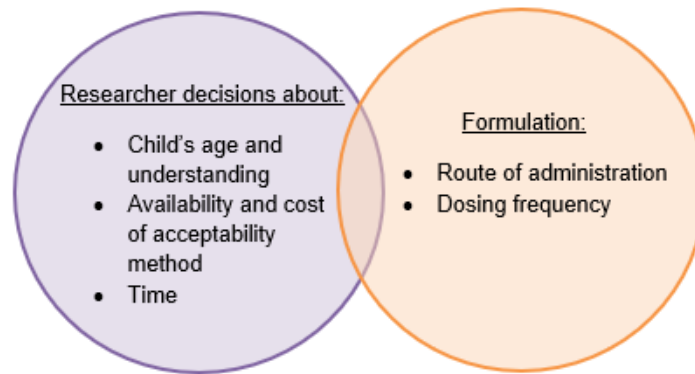 Researcher decisions about:
• Child's age and
understanding
• Availability and cost
of acceptability
method
• Time
Formulation:
• Route of administration
• Dosing frequency